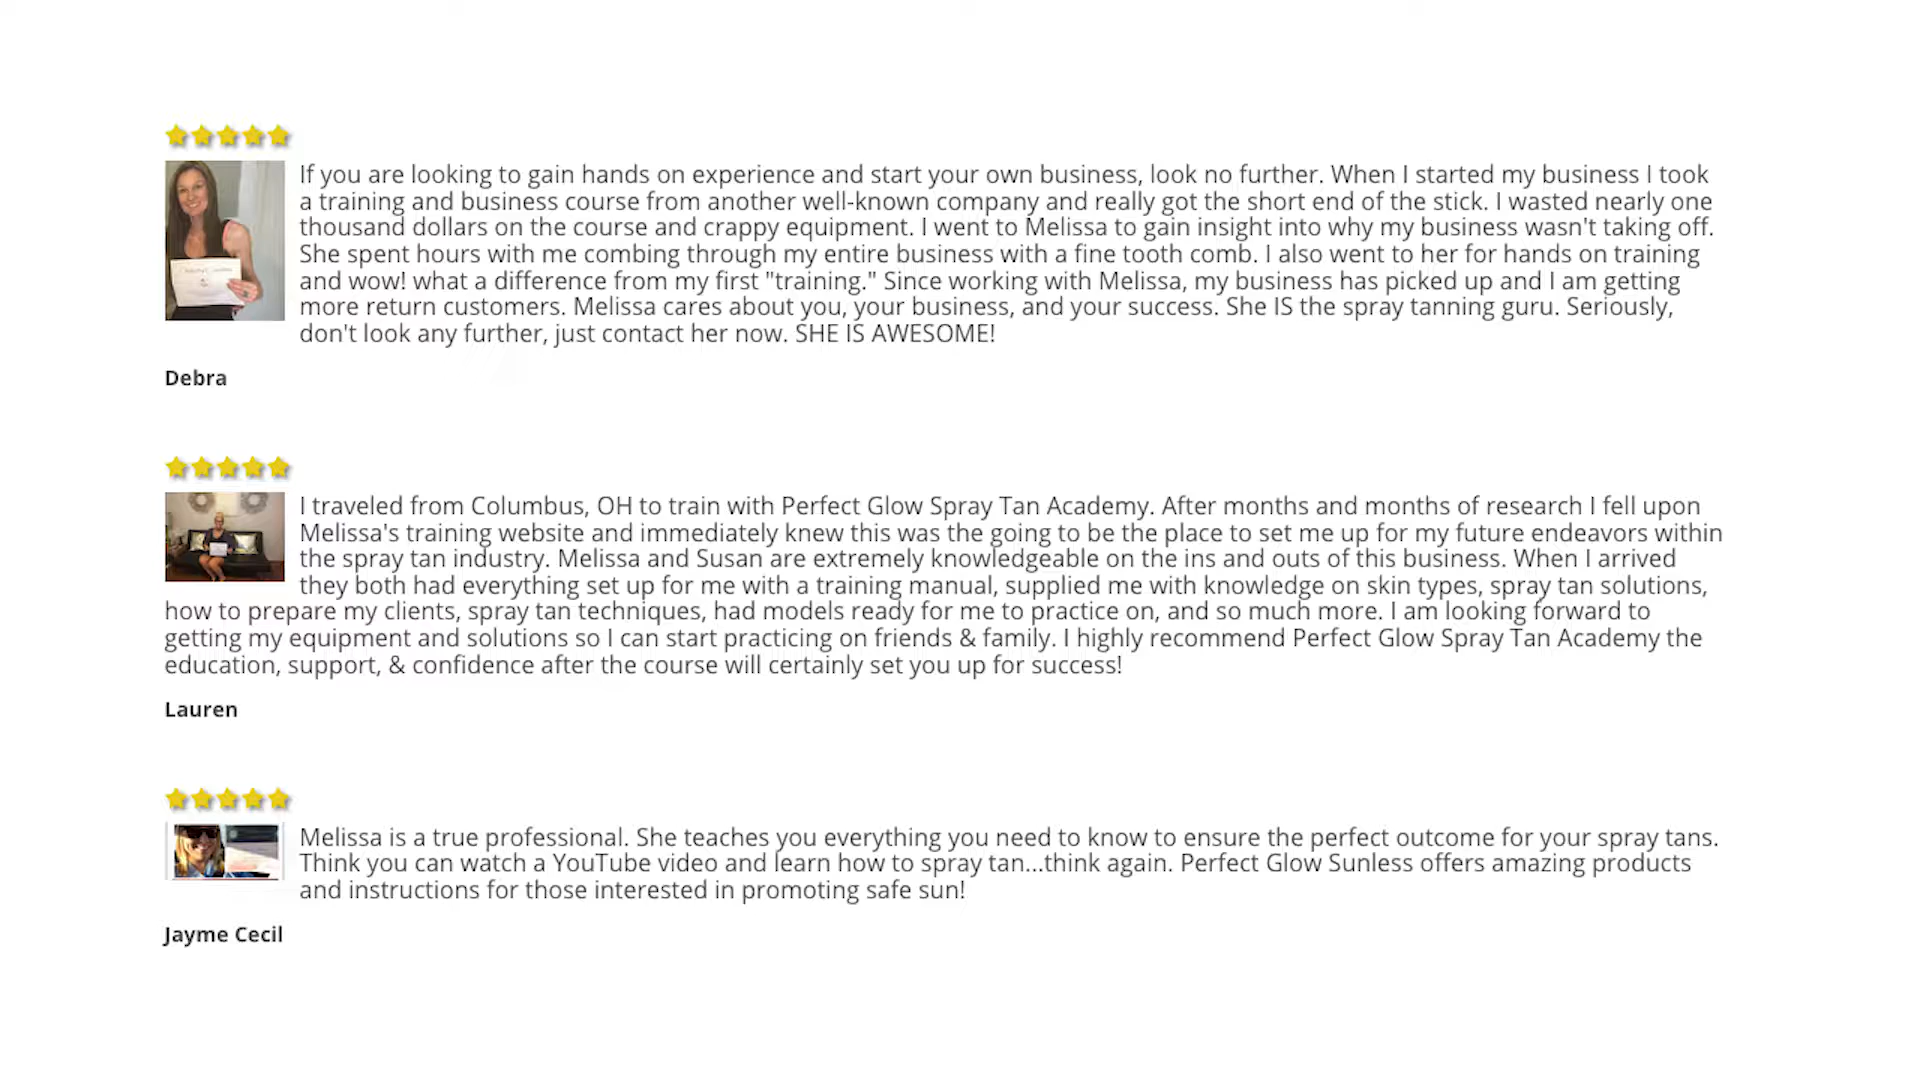 If you are looking to gain hands on experience and start your own business, look no further. When I started my business I took
a training and business course from another well-known company and really got the short end of the stick. I wasted nearly one
thousand dollars on the course and crappy equipment. I went to Melissa to gain insight into why my business wasn't taking off.
She spent hours with me combing through my entire business with a fine tooth comb. I also went to her for hands on training
and wow! what a difference from my first "training." Since working with Melissa, my business has picked up and I am getting
more return customers. Melissa cares about you, your business, and your success. She IS the spray tanning guru. Seriously,
don't look any further, just contact her now. SHE IS AWESOME!
Debra
I traveled from Columbus, OH to train with Perfect Glow Spray Tan Academy. After months and months of research I fell upon
Melissa's training website and immediately knew this was the going to be the place to set me up for my future endeavors within
the spray tan industry. Melissa and Susan are extremely knowledgeable on the ins and outs of this business. When I arrived
they both had everything set up for me with a training manual, supplied me with knowledge on skin types, spray tan solutions,
how to prepare my clients, spray tan techniques, had models ready for me to practice on, and so much more. I am looking forward to
getting my equipment and solutions so I can start practicing on friends & family. I highly recommend Perfect Glow Spray Tan Academy the
education, support, & confidence after the course will certainly set you up for success!
Lauren
Melissa is a true professional. She teaches you everything you need to know to ensure the perfect outcome for your spray tans.
Think you can watch a YouTube video and learn how to spray tan...think again. Perfect Glow Sunless offers amazing products
and instructions for those interested in promoting safe sun!
Jayme Cecil